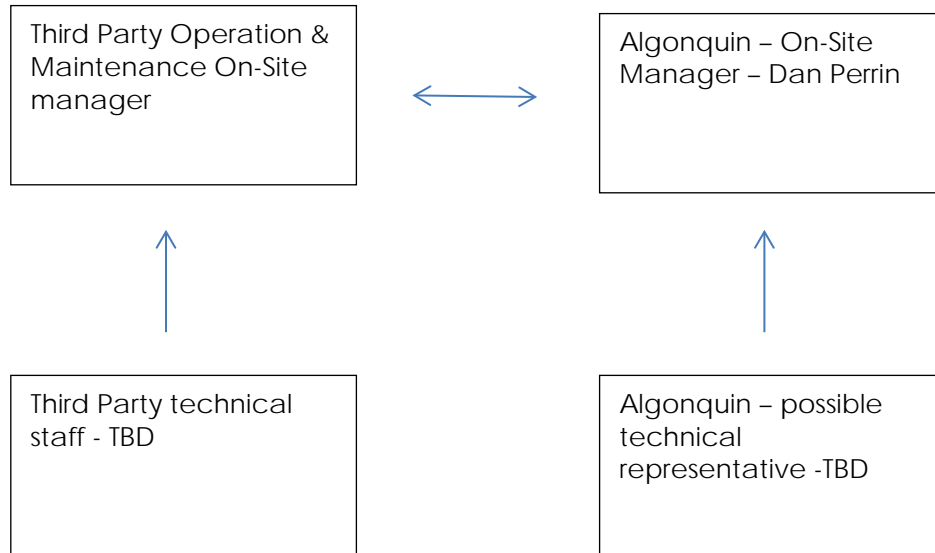 Third Party Operation &
Maintenance On-Site
manager
Algonquin – On-Site
Manager – Dan Perrin
Third Party technical
staff - TBD
Algonquin – possible
technical
representative -TBD